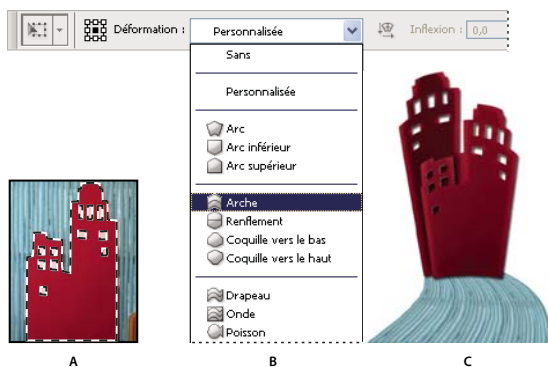 Déformation : Personnalisée Inflexion : 0,0
Sans
Personnalisée
Arc
Arc inférieur
Arc supérieur
Arche
Renflement
Coquille vers le bas
Coquille vers le haut
Drapeau
Onde
Poisson
A B C